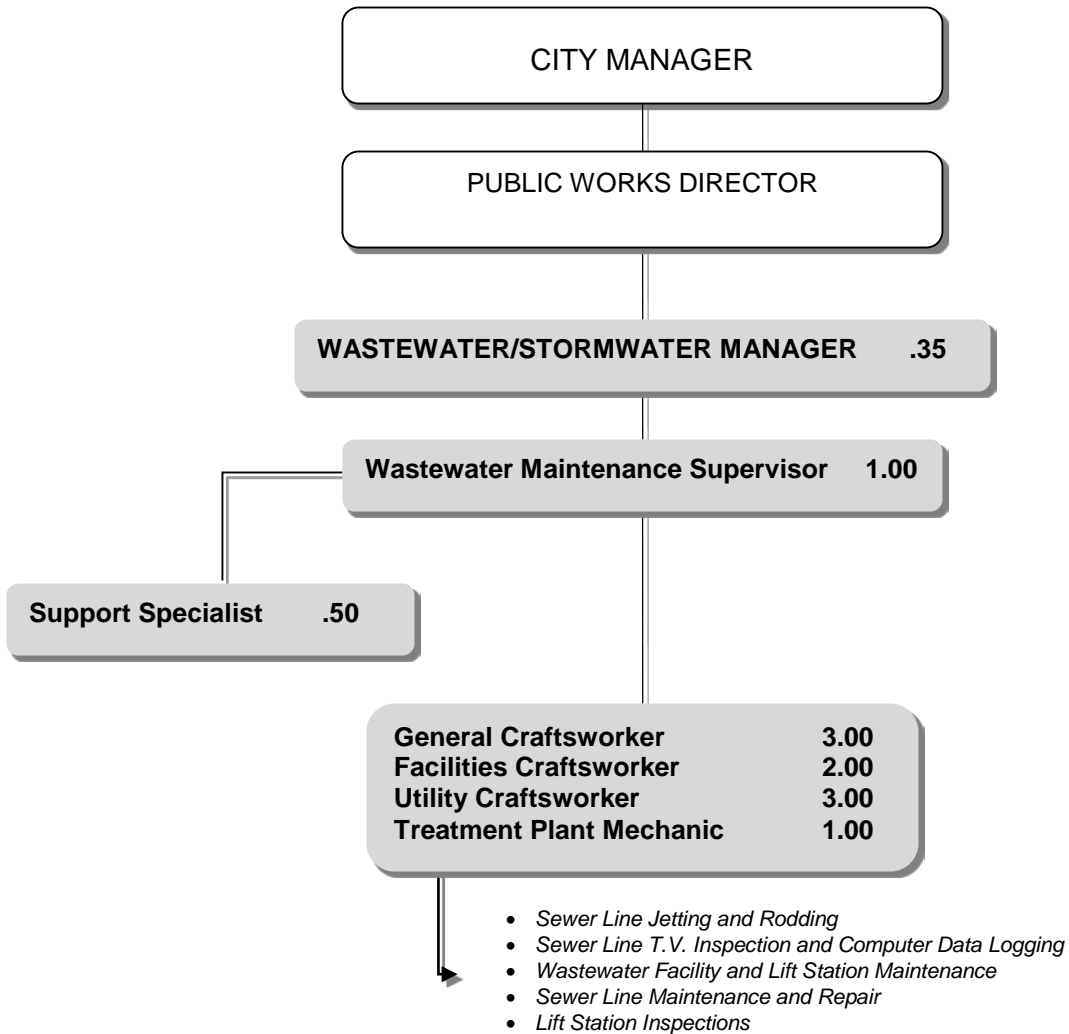 CITY MANAGER
PUBLIC WORKS DIRECTOR
WASTEWATER/STORMWATER MANAGER .35
Wastewater Maintenance Supervisor 1.00
Support Specialist .50
General Craftsworker 3.00
Facilities Craftsworker 2.00
Utility Craftsworker 3.00
Treatment Plant Mechanic 1.00
• Sewer Line Jetting and Rodding
• Sewer Line T.V. Inspection and Computer Data Logging
• Wastewater Facility and Lift Station Maintenance
• Sewer Line Maintenance and Repair
• Lift Station Inspections